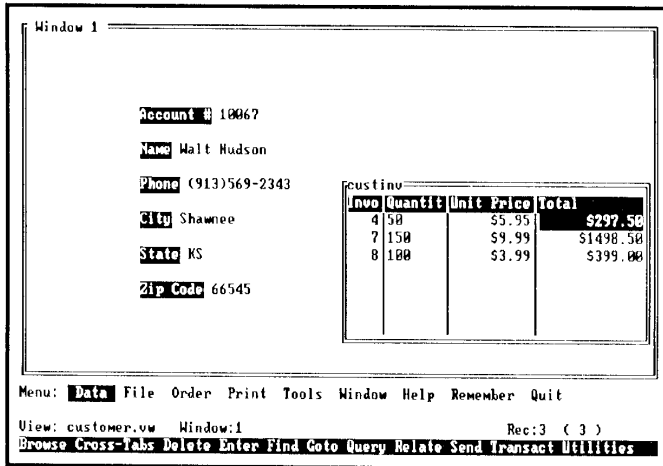 Window 1
Account # 10067
Name Walt Hudson
Phone (913)569-2343
City Shawnee
State KS
Zip Code 66545
custinv
Invo Quantit Unit Price Total
4 50 $5.95 $297.50
7 150 $9.99 $1498.50
8 100 $3.99 $399.00
Menu: Data File Order Print Tools Window Help Remember Quit
View: customer.vw Window:1 Rec:3 ( 3 )
Browse Cross-Tabs Delete Enter Find Goto Query Relate Send Transact Utilities